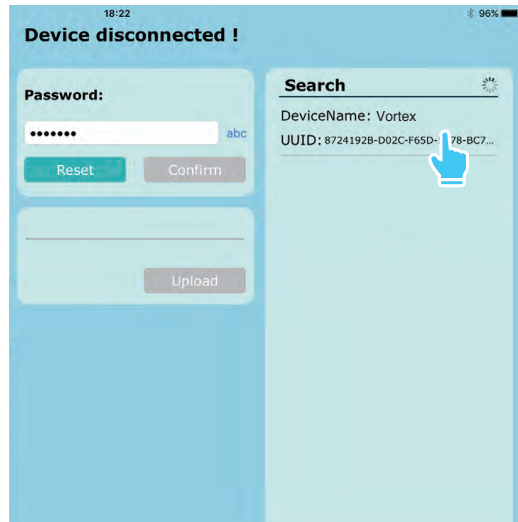 18:22
96%
Device disconnected !
Password:
•••••••
abc
Reset
Confirm
Upload
Search
DeviceName: Vortex
UUID: 8724192B-D02C-F65D- 78-BC7...